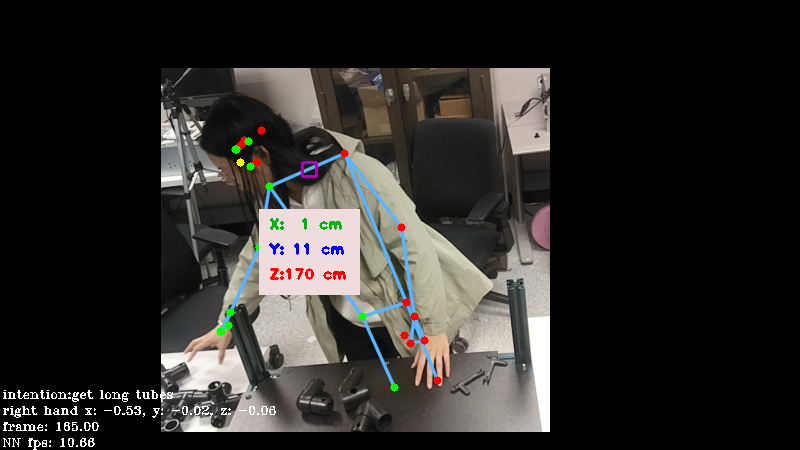 X: 1 cm
Y: 11 cm
Z:170 cm
intention:get long tubes
right hand x: −0.53, y: −0.02, z: −0.06
frame: 165.00
NN fps: 10.66